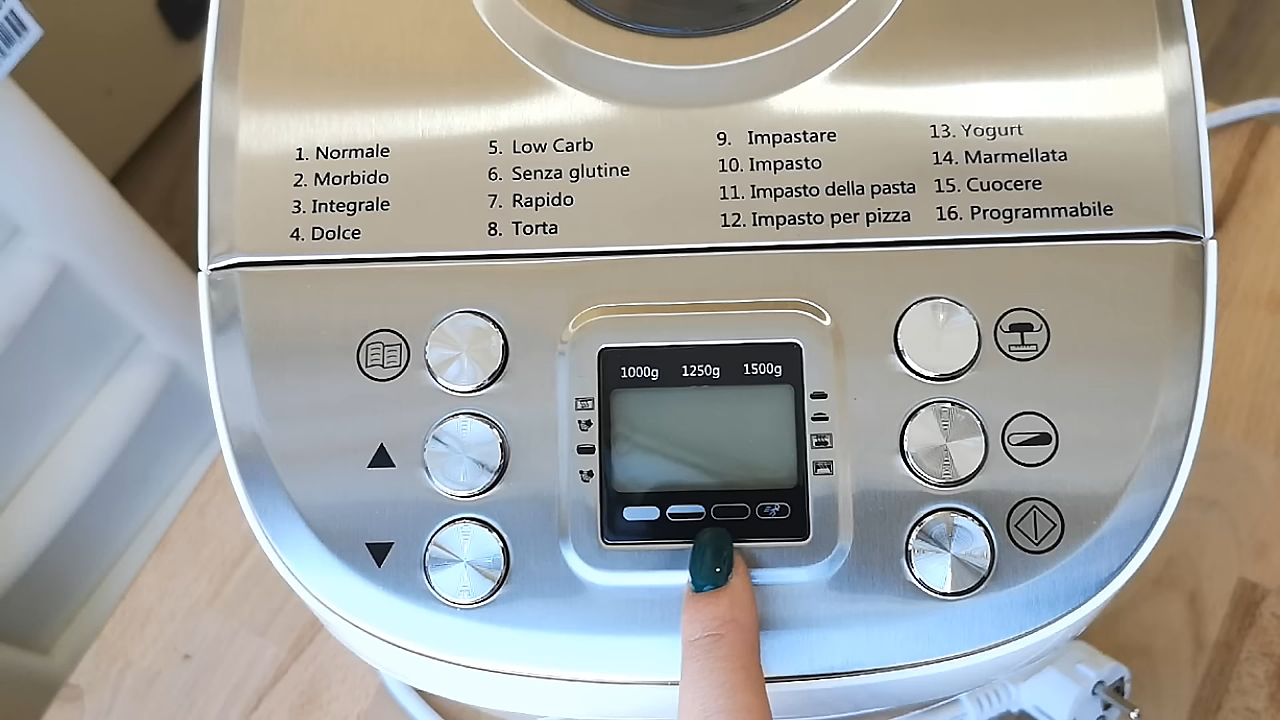 1. Normale
2. Morbido
3. Integrale
4. Dolce
5. Low Carb
6. Senza glutine
7. Rapido
8. Torta
9. Impastare
10. Impasto
11. Impasto della pasta
12. Impasto per pizza
13. Yogurt
14. Marmellata
15. Cuocere
16. Programmabile
1000g 1250g 1500g